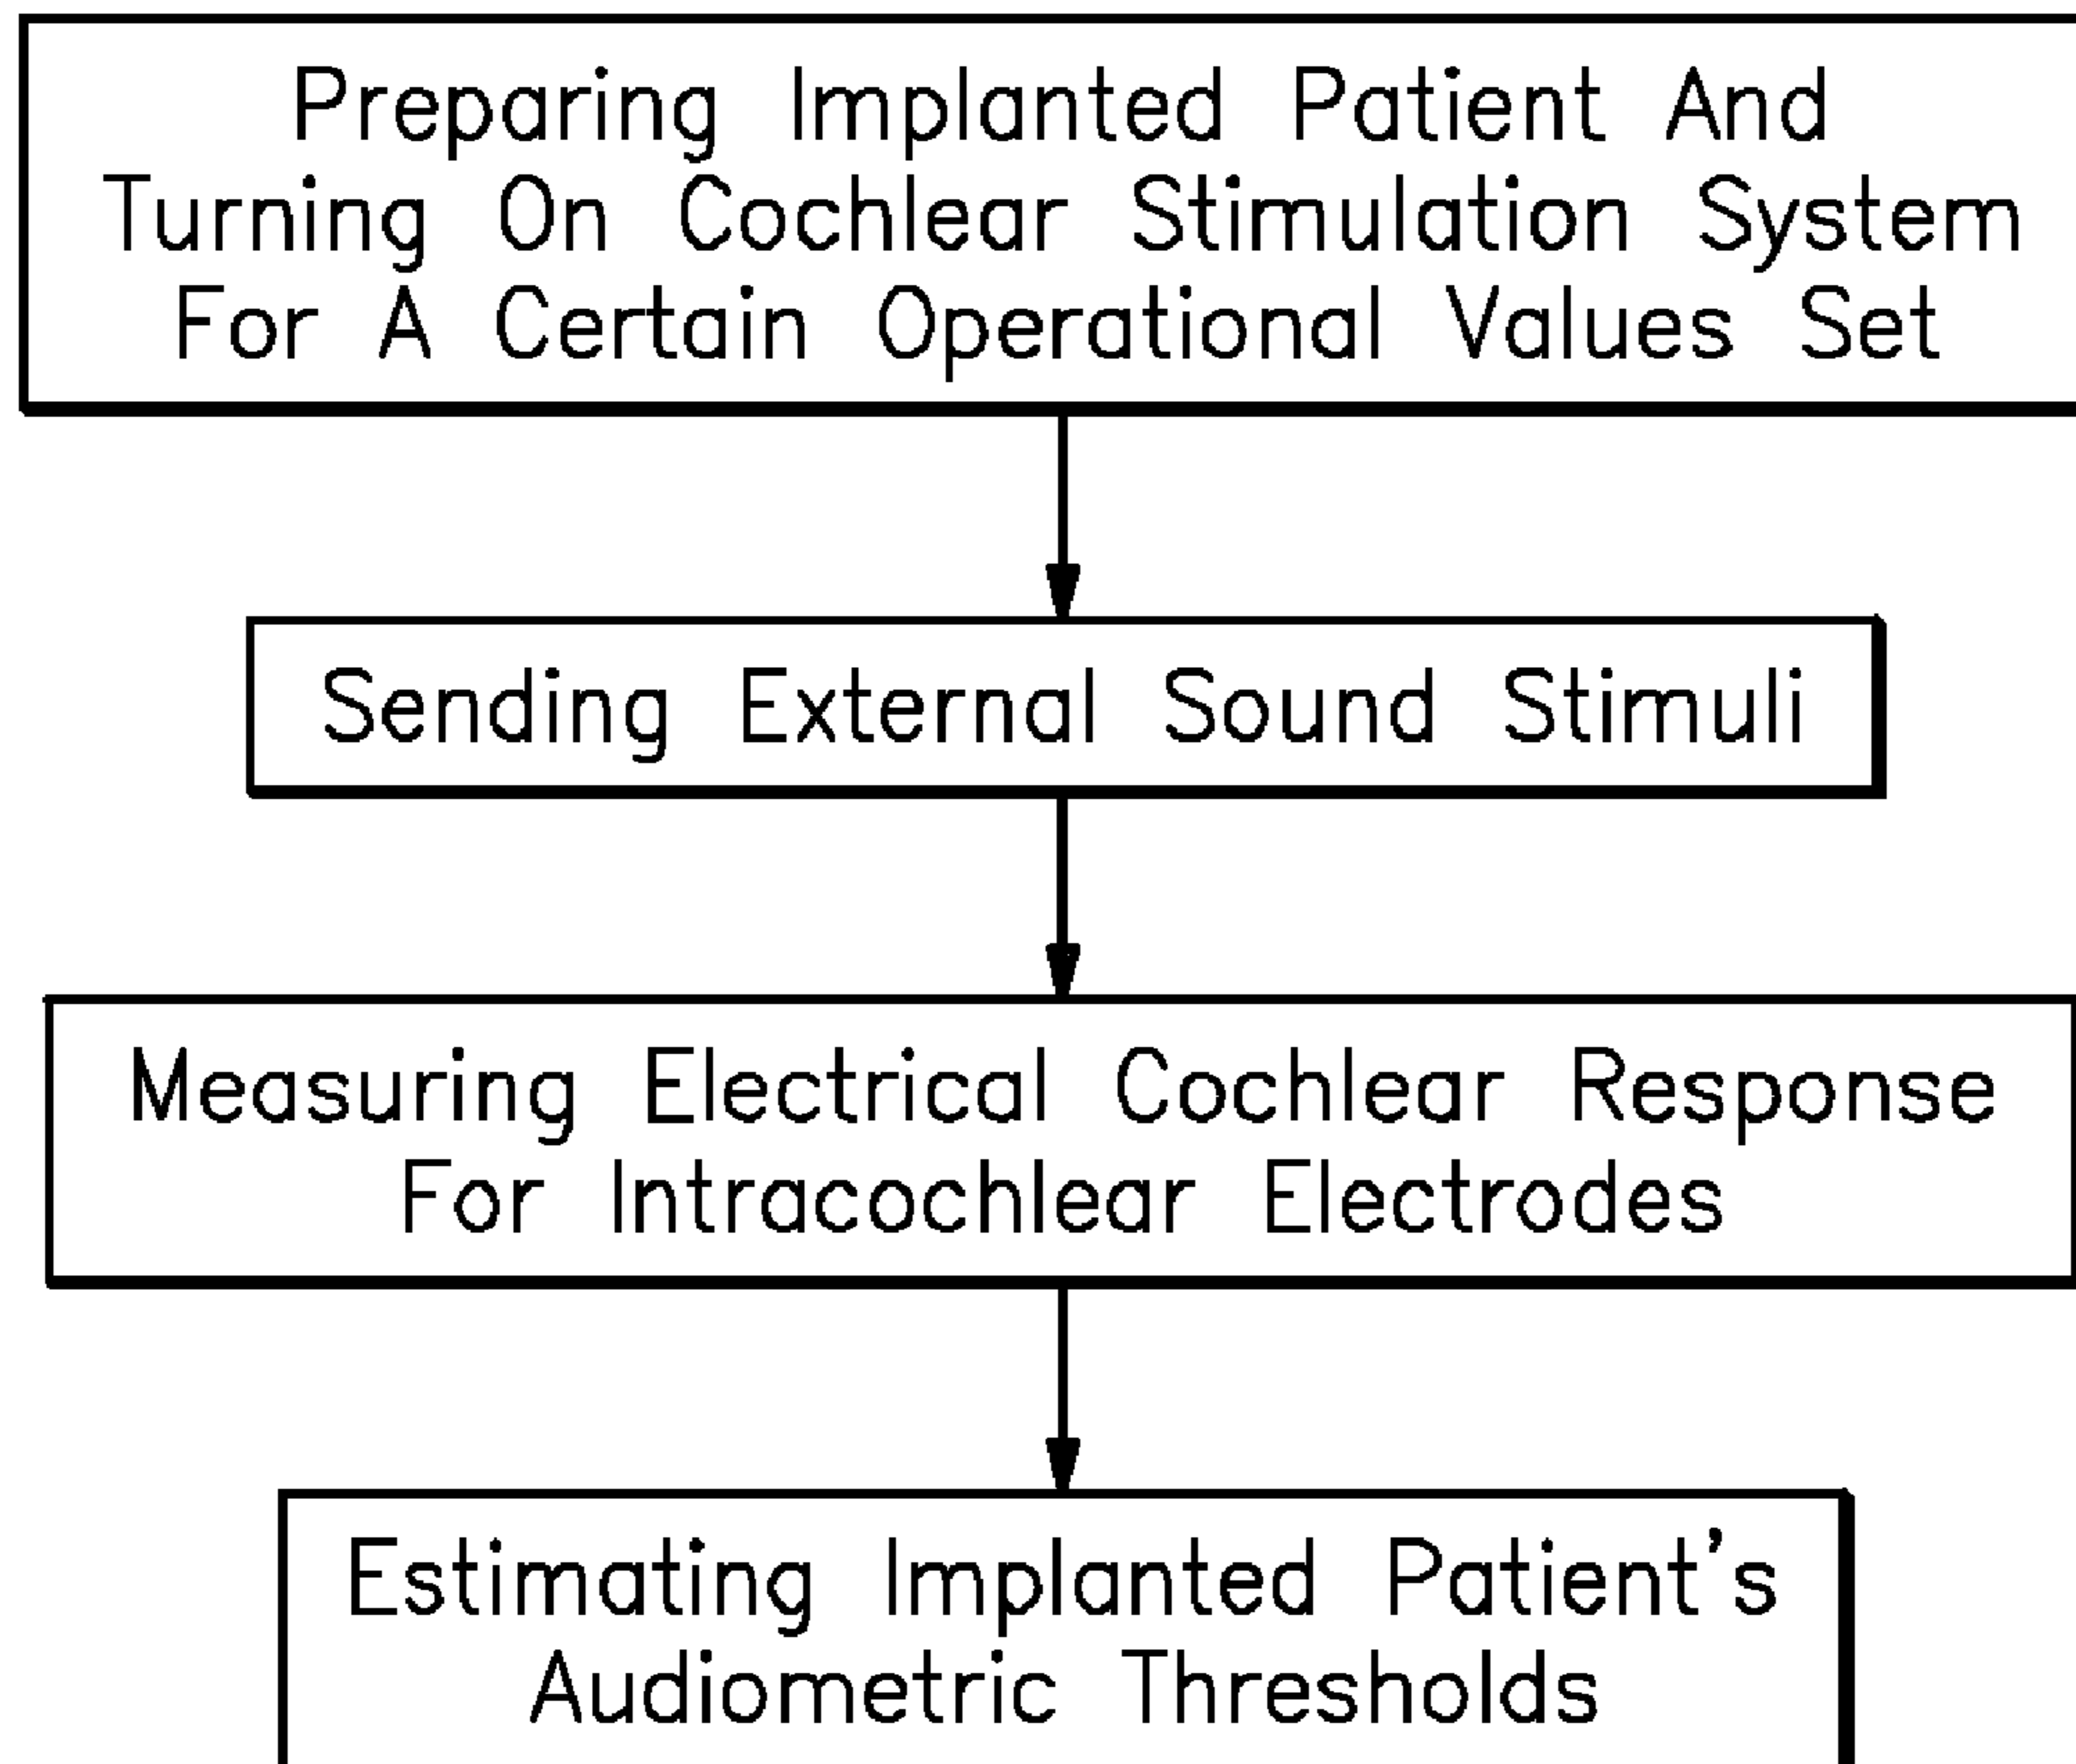 Preparing Implanted Patient And
Turning On Cochlear Stimulation System
For A Certain Operational Values Set
Sending External Sound Stimuli
Measuring Electrical Cochlear Response
For Intracochlear Electrodes
Estimating Implanted Patient's
Audiometric Thresholds